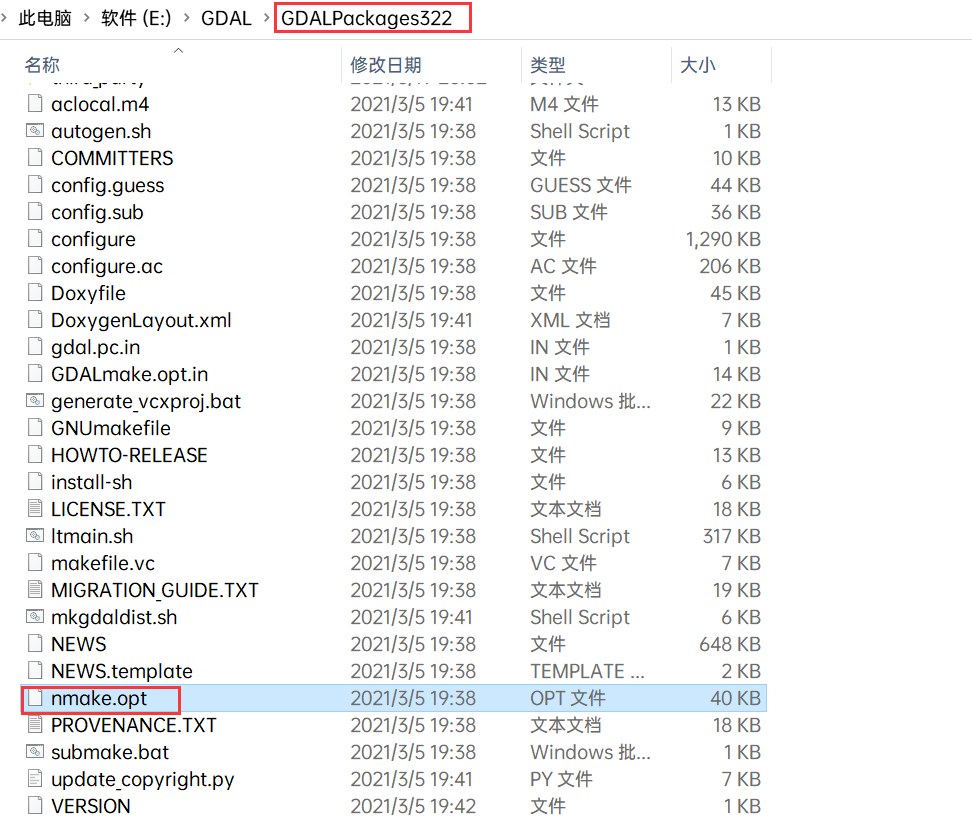 此电脑 > 软件 (E:) > GDAL > GDALPackages322
名称 修改日期 类型 大小
aclocal.m4 2021/3/5 19:41 M4 文件 13 KB
autogen.sh 2021/3/5 19:38 Shell Script 1 KB
COMMITTERS 2021/3/5 19:38 文件 10 KB
config.guess 2021/3/5 19:38 GUESS 文件 44 KB
config.sub 2021/3/5 19:38 SUB 文件 36 KB
configure 2021/3/5 19:38 文件 1,290 KB
configure.ac 2021/3/5 19:38 AC 文件 206 KB
Doxyfile 2021/3/5 19:38 文件 45 KB
DoxygenLayout.xml 2021/3/5 19:41 XML 文档 7 KB
gdal.pc.in 2021/3/5 19:38 IN 文件 1 KB
GDALmake.opt.in 2021/3/5 19:38 IN 文件 14 KB
generate_vcxproj.bat 2021/3/5 19:38 Windows 批... 22 KB
GNUmakefile 2021/3/5 19:38 文件 9 KB
HOWTO-RELEASE 2021/3/5 19:38 文件 13 KB
install-sh 2021/3/5 19:38 文件 6 KB
LICENSE.TXT 2021/3/5 19:38 文本文档 18 KB
ltmain.sh 2021/3/5 19:38 Shell Script 317 KB
makefile.vc 2021/3/5 19:38 VC 文件 7 KB
MIGRATION_GUIDE.TXT 2021/3/5 19:38 文本文档 19 KB
mkgdaldist.sh 2021/3/5 19:41 Shell Script 6 KB
NEWS 2021/3/5 19:38 文件 648 KB
NEWS.template 2021/3/5 19:38 TEMPLATE ... 2 KB
nmake.opt 2021/3/5 19:38 OPT 文件 40 KB
PROVENANCE.TXT 2021/3/5 19:38 文本文档 18 KB
submake.bat 2021/3/5 19:38 Windows 批... 1 KB
update_copyright.py 2021/3/5 19:41 PY 文件 7 KB
VERSION 2021/3/5 19:42 文件 1 KB